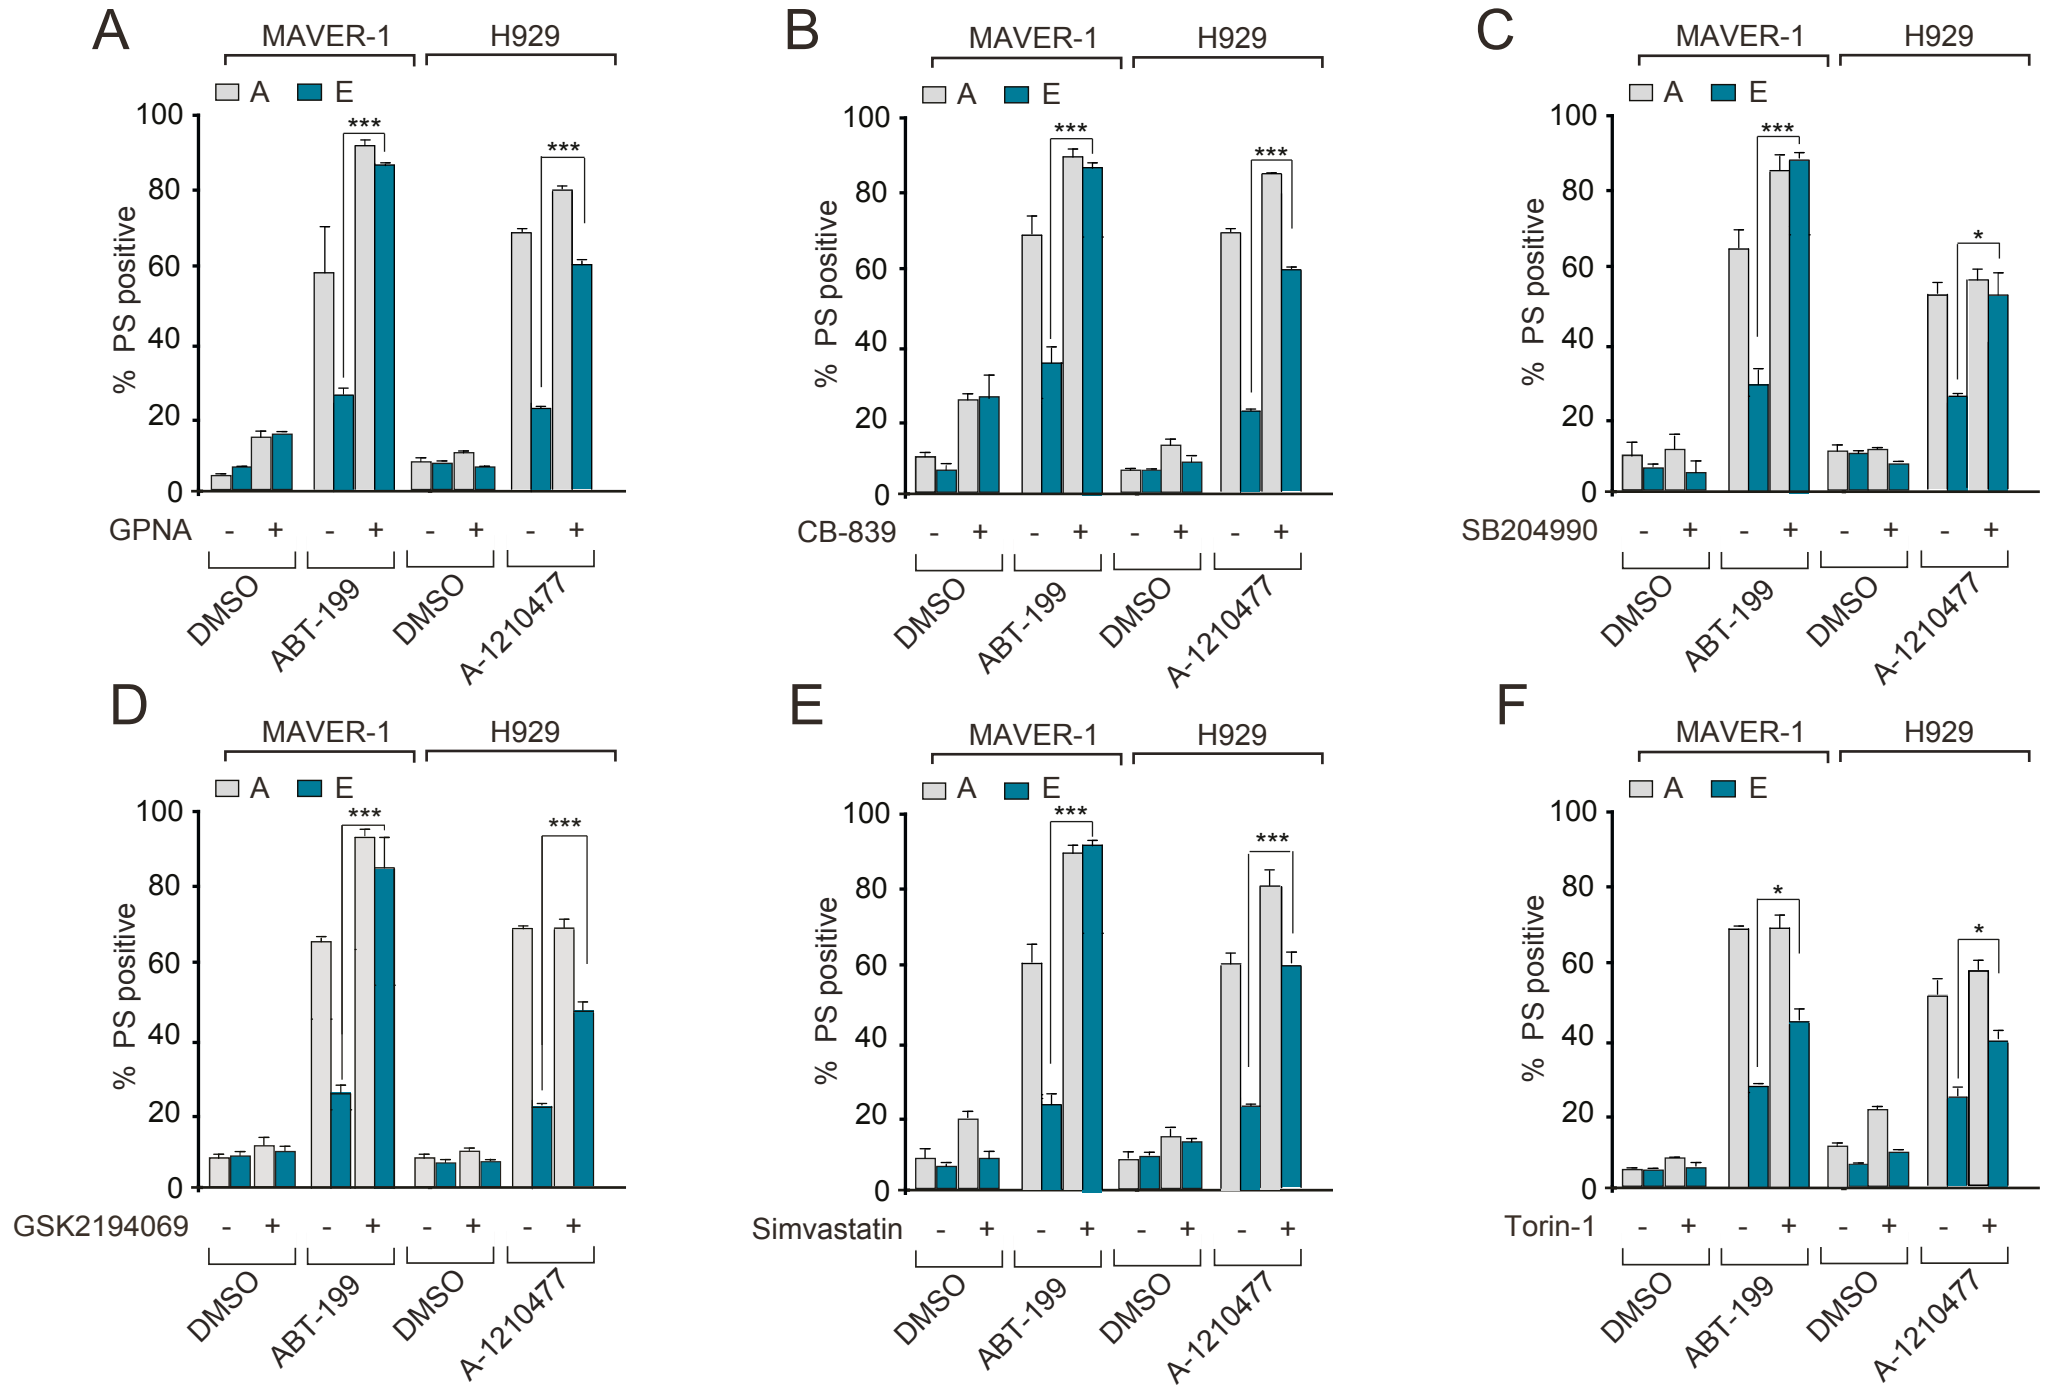 A
MAVER-1 H929
A E
% PS positive
100
80
60
40
20
0
*** ***
GPNA - + - + - + - +
DMSO ABT-199 DMSO A-1210477
B
MAVER-1 H929
A E
% PS positive
100
80
60
40
20
0
*** ***
CB-839 - + - + - + - +
DMSO ABT-199 DMSO A-1210477
C
MAVER-1 H929
A E
% PS positive
100
80
60
40
20
0
*** *
SB204990 - + - + - + - +
DMSO ABT-199 DMSO A-1210477
D
MAVER-1 H929
A E
% PS positive
100
80
60
40
20
0
*** ***
GSK2194069 - + - + - + - +
DMSO ABT-199 DMSO A-1210477
E
MAVER-1 H929
A E
% PS positive
100
80
60
40
20
0
*** ***
Simvastatin - + - + - + - +
DMSO ABT-199 DMSO A-1210477
F
MAVER-1 H929
A E
% PS positive
100
80
60
40
20
0
* *
Torin-1 - + - + - + - +
DMSO ABT-199 DMSO A-1210477